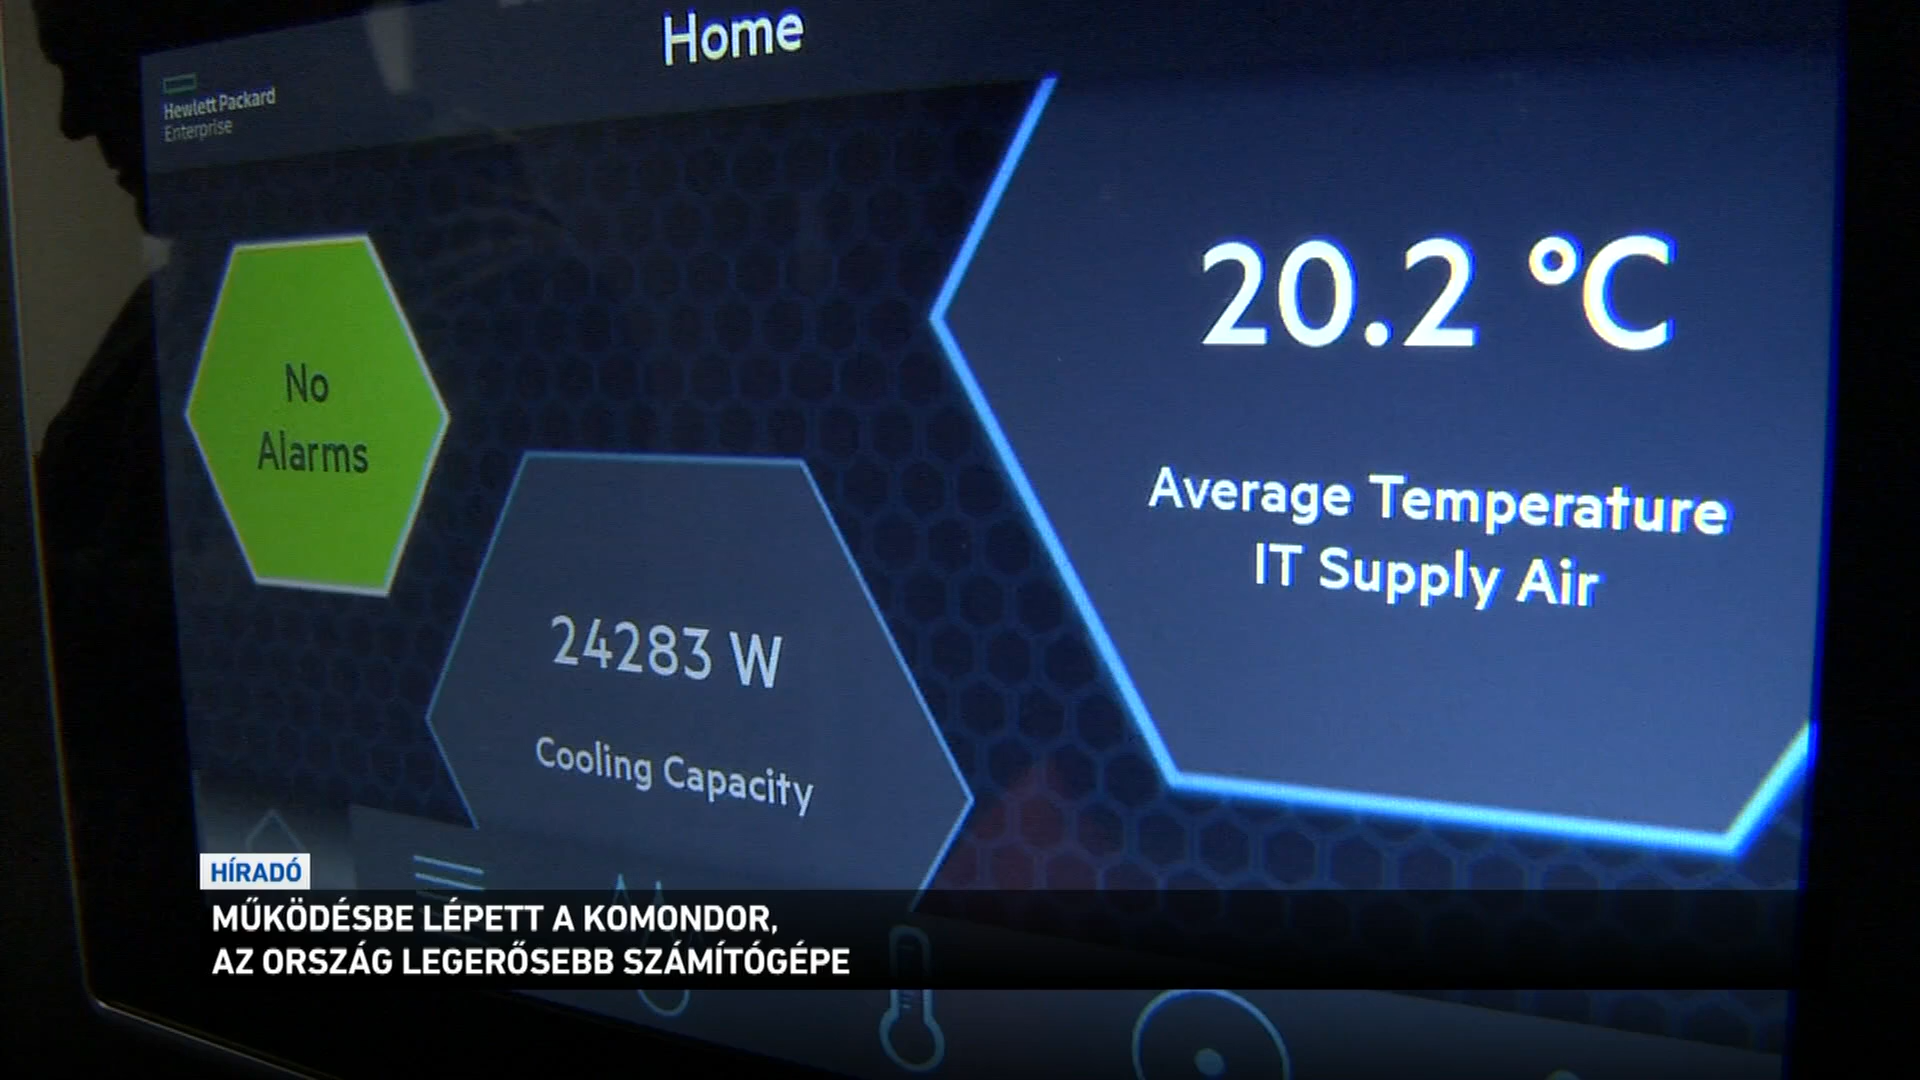 Home
Hewlett Packard
Enterprise
No
Alarms
20.2 °C
Average Temperature
IT Supply Air
24283 W
Cooling Capacity
HÍRADÓ
MŰKÖDÉSBE LÉPETT A KOMONDOR,
AZ ORSZÁG LEGERŐSEBB SZÁMÍTÓGÉPE